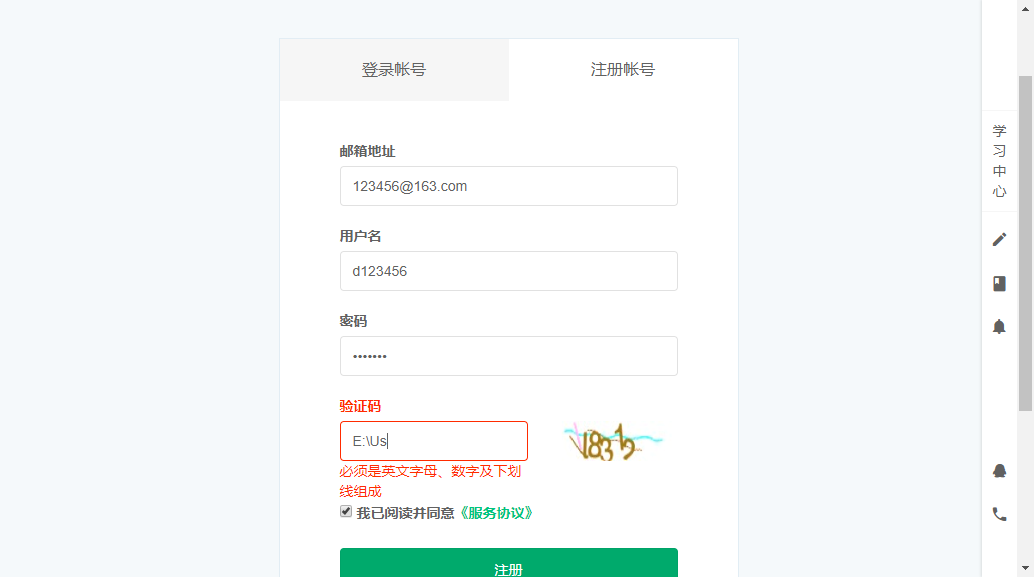 登录帐号
注册帐号
邮箱地址
123456@163.com
用户名
d123456
密码
•••••••
验证码
E:\Us
必须是英文字母、数字及下划
线组成
我已阅读并同意《服务协议》
注册
学
习
中
心